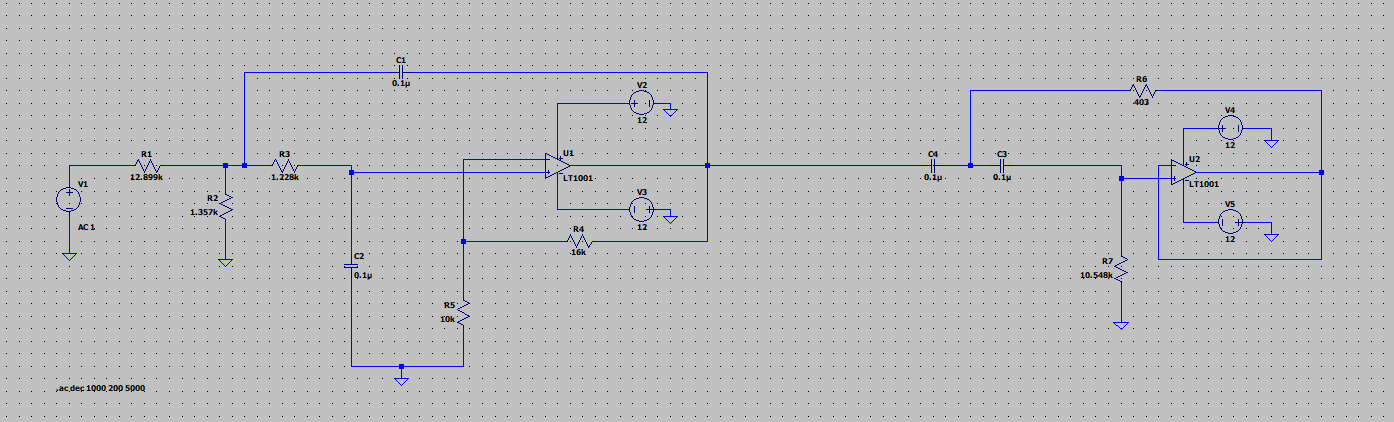 C1
0.1µ
V2
12
R1
12.899k
R3
1.228k
V1
AC 1
R2
1.357k
U1
LT1001
V3
12
R4
16k
C2
0.1µ
R5
10k
R6
403
V4
12
C4
0.1µ
C3
0.1µ
U2
LT1001
V5
12
R7
10.548k
.ac dec 1000 200 5000